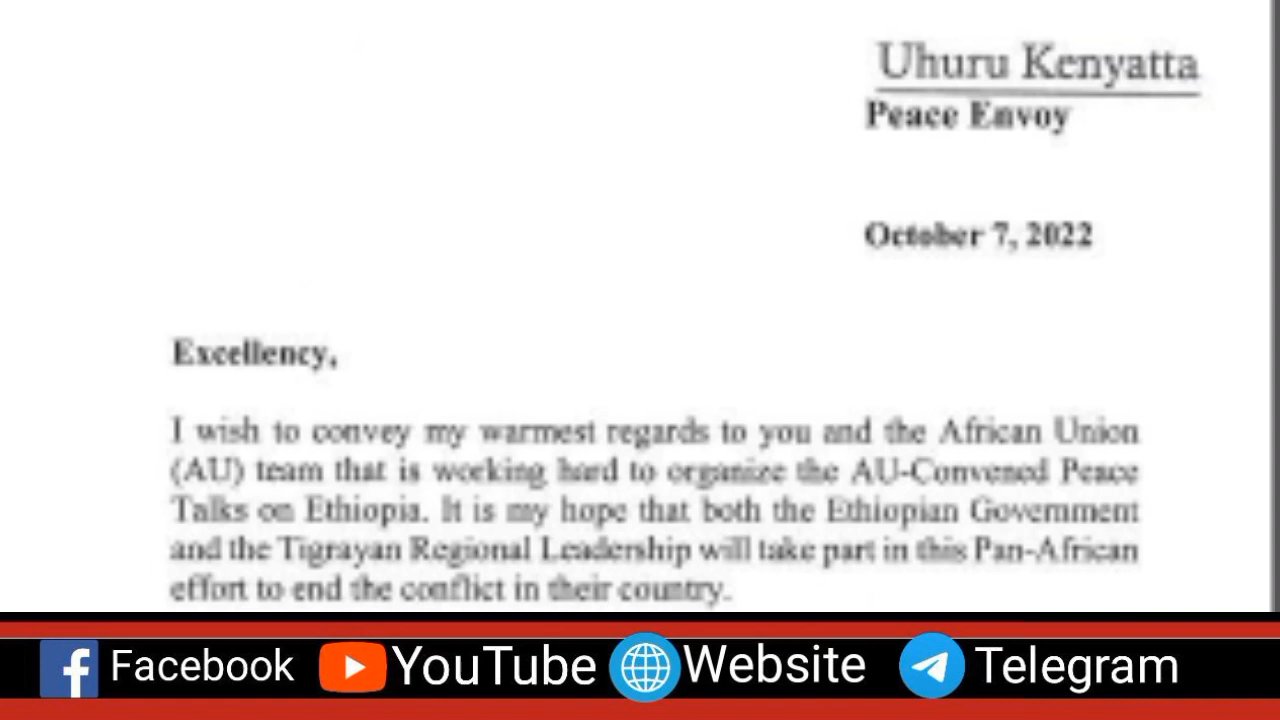 Uhuru Kenyatta
Peace Envoy
October 7, 2022
Excellency,
I wish to convey my warmest regards to you and the African Union
(AU) team that is working hard to organize the AU-Convened Peace
Talks on Ethiopia. It is my hope that both the Ethiopian Government
and the Tigrayan Regional Leadership will take part in this Pan-African
effort to end the conflict in their country.
Facebook YouTube Website Telegram